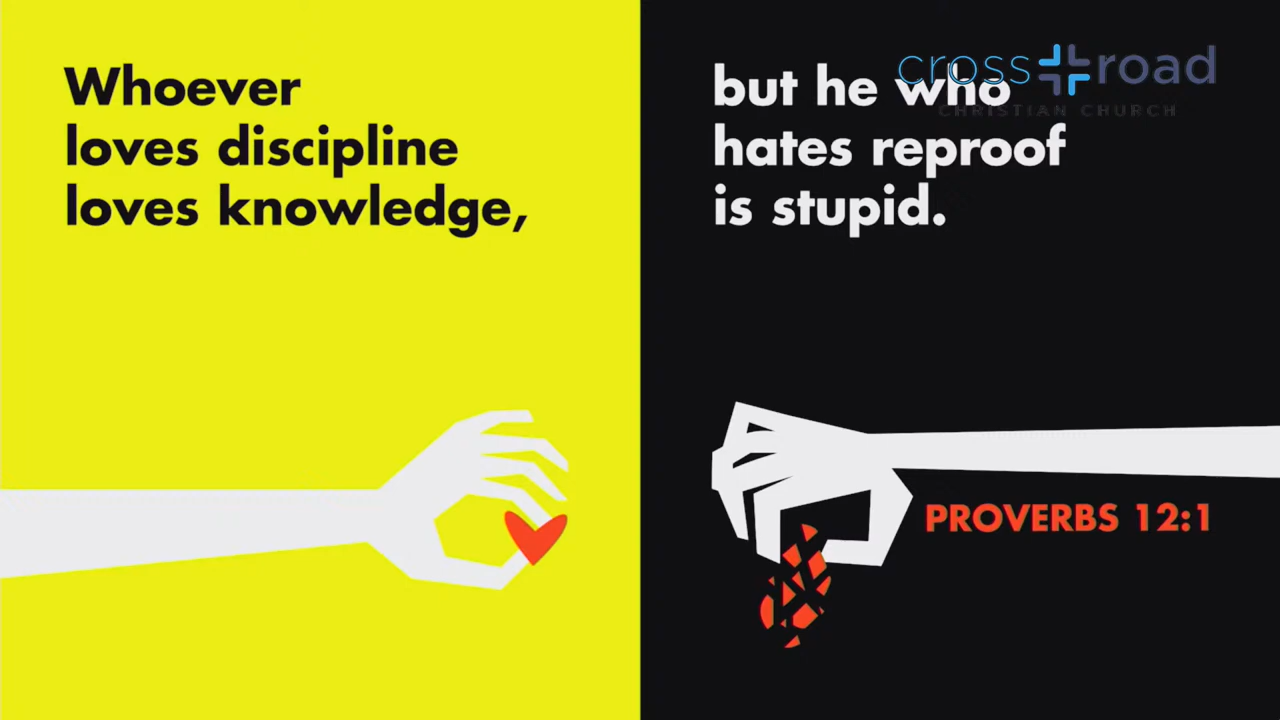 Whoever
loves discipline
loves knowledge,
but he who
hates reproof
is stupid.
cross road
CHRISTIAN CHURCH
PROVERBS 12:1